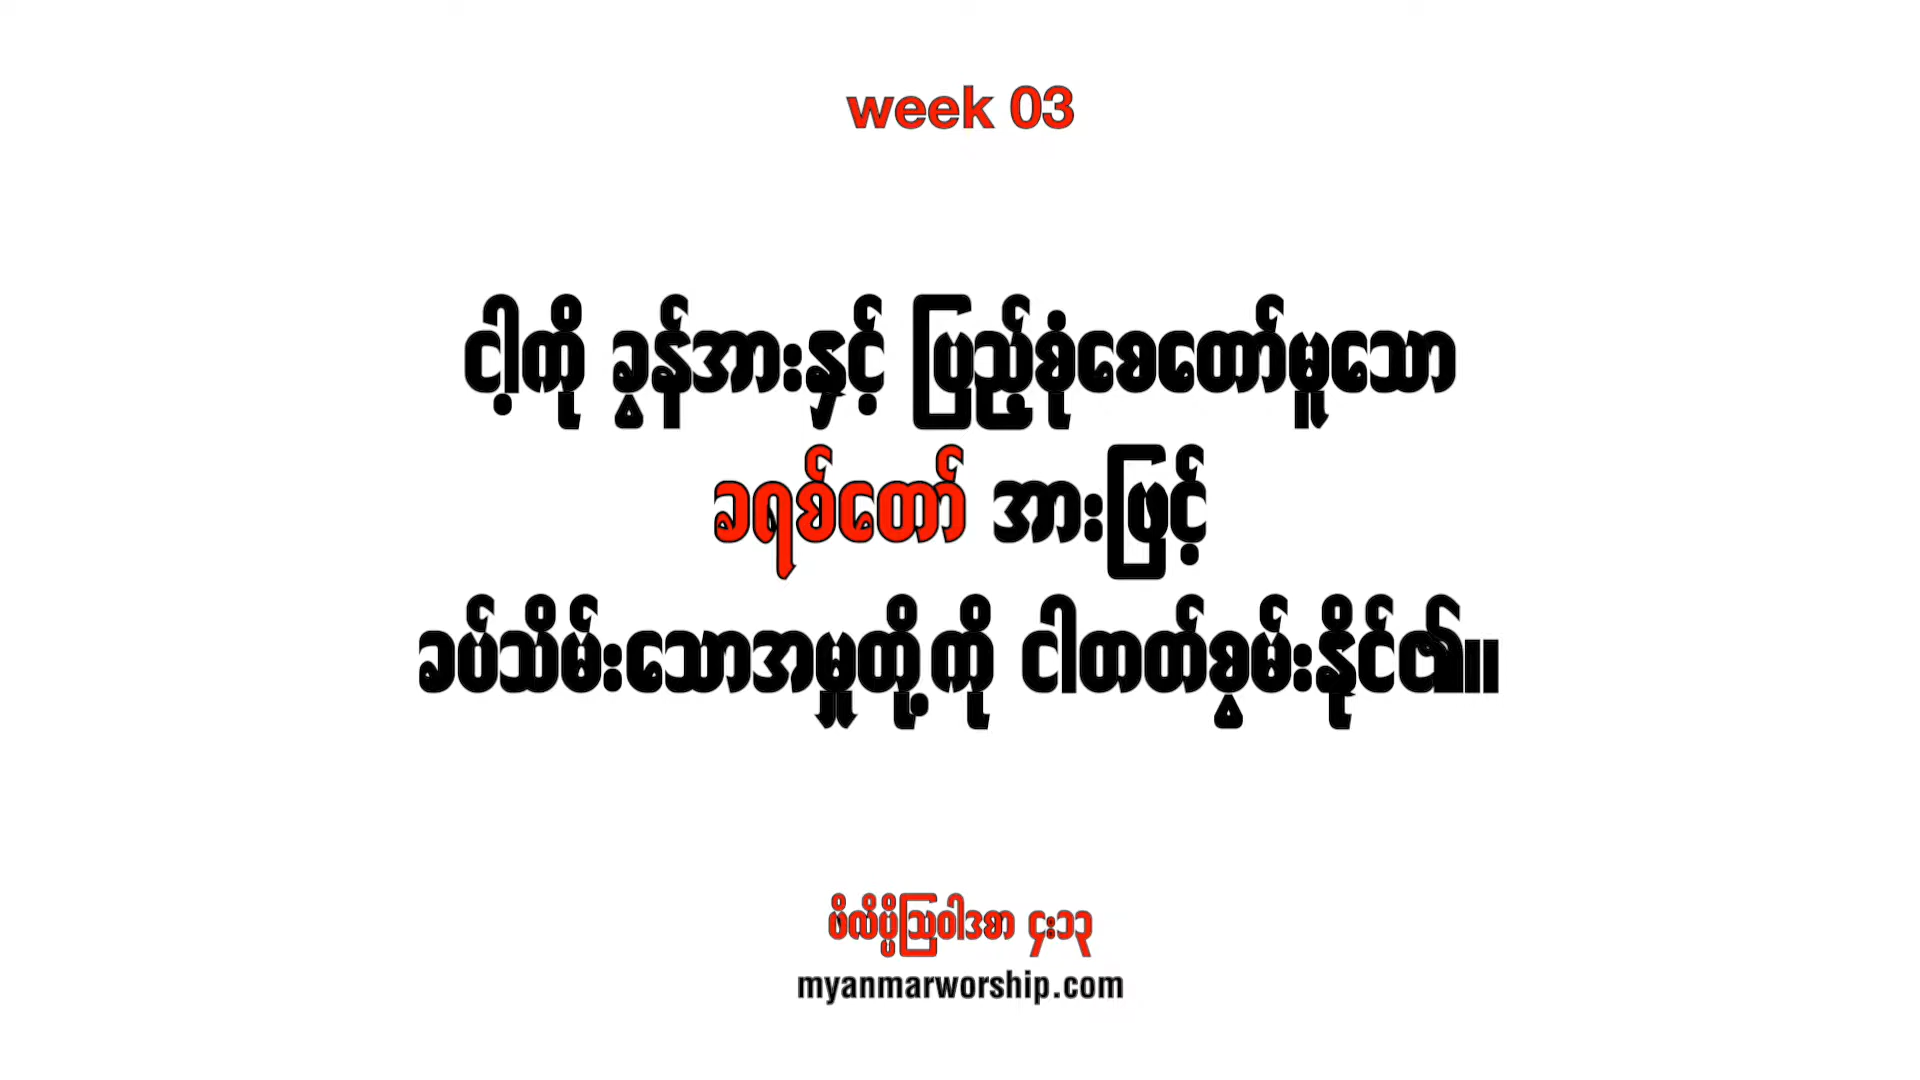 week 03
ငါ့ကို ခွန်အားနှင့် ပြည့်စုံစေတော်မူသော
ခရစ်တော် အားဖြင့်
ခပ်သိမ်းသောအမှုတို့ကို ငါတတ်စွမ်းနိုင်၏။
ဖိလိပ္ပိဩဝါဒစာ ၄း၁၃
myanmarworship.com